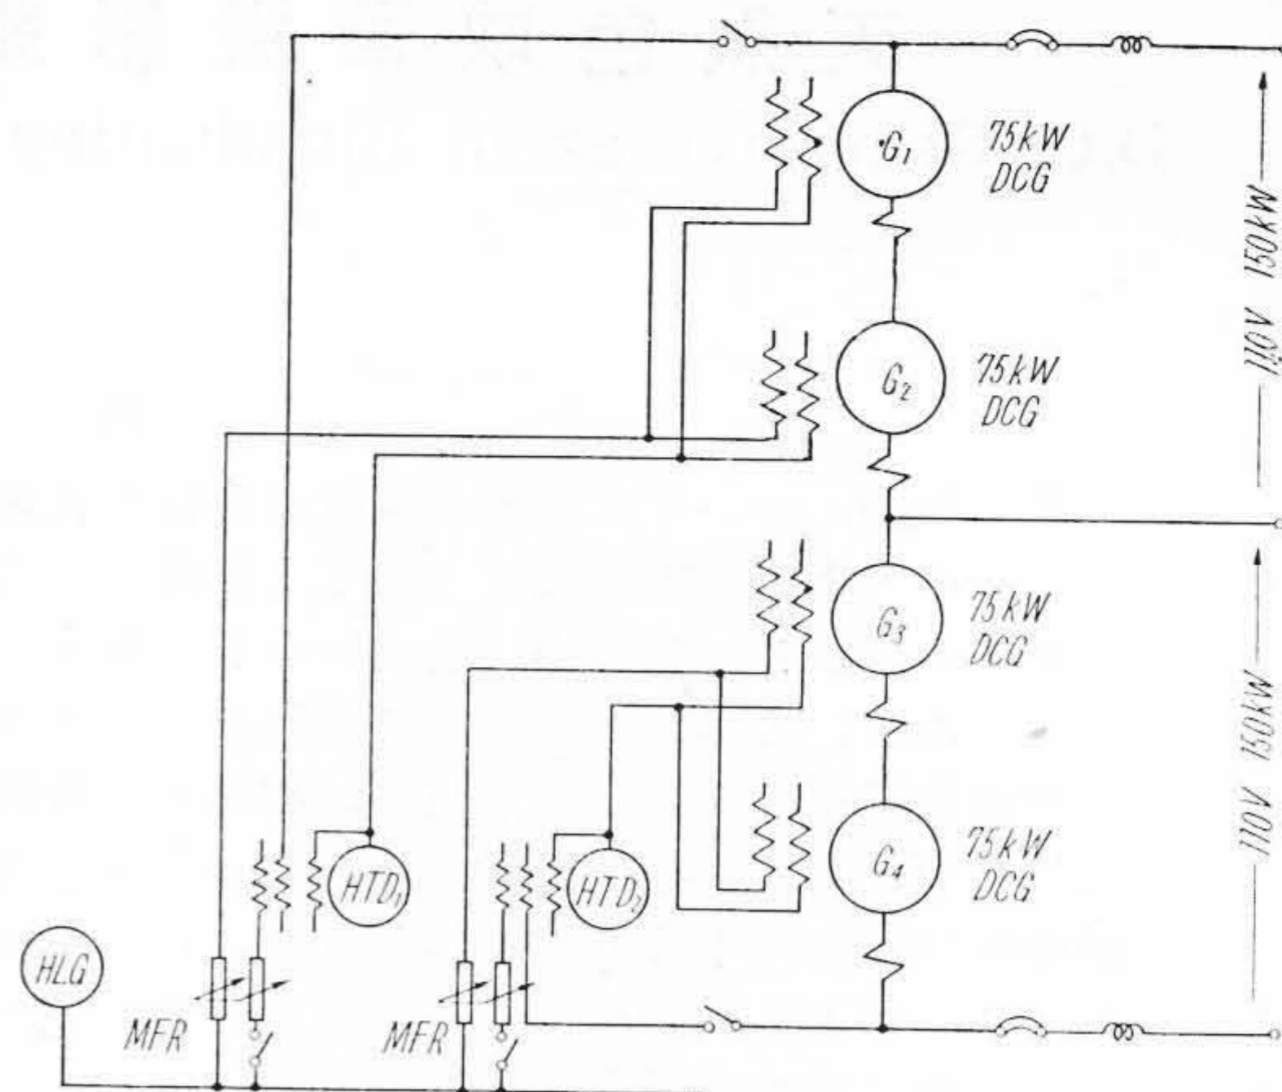 G₁
75kW
DCG
110V 150kW
G₂
75kW
DCG
G₃
75kW
DCG
110V 150kW
G₄
75kW
DCG
HTD₁
HTD₂
HLG
MFR
MFR